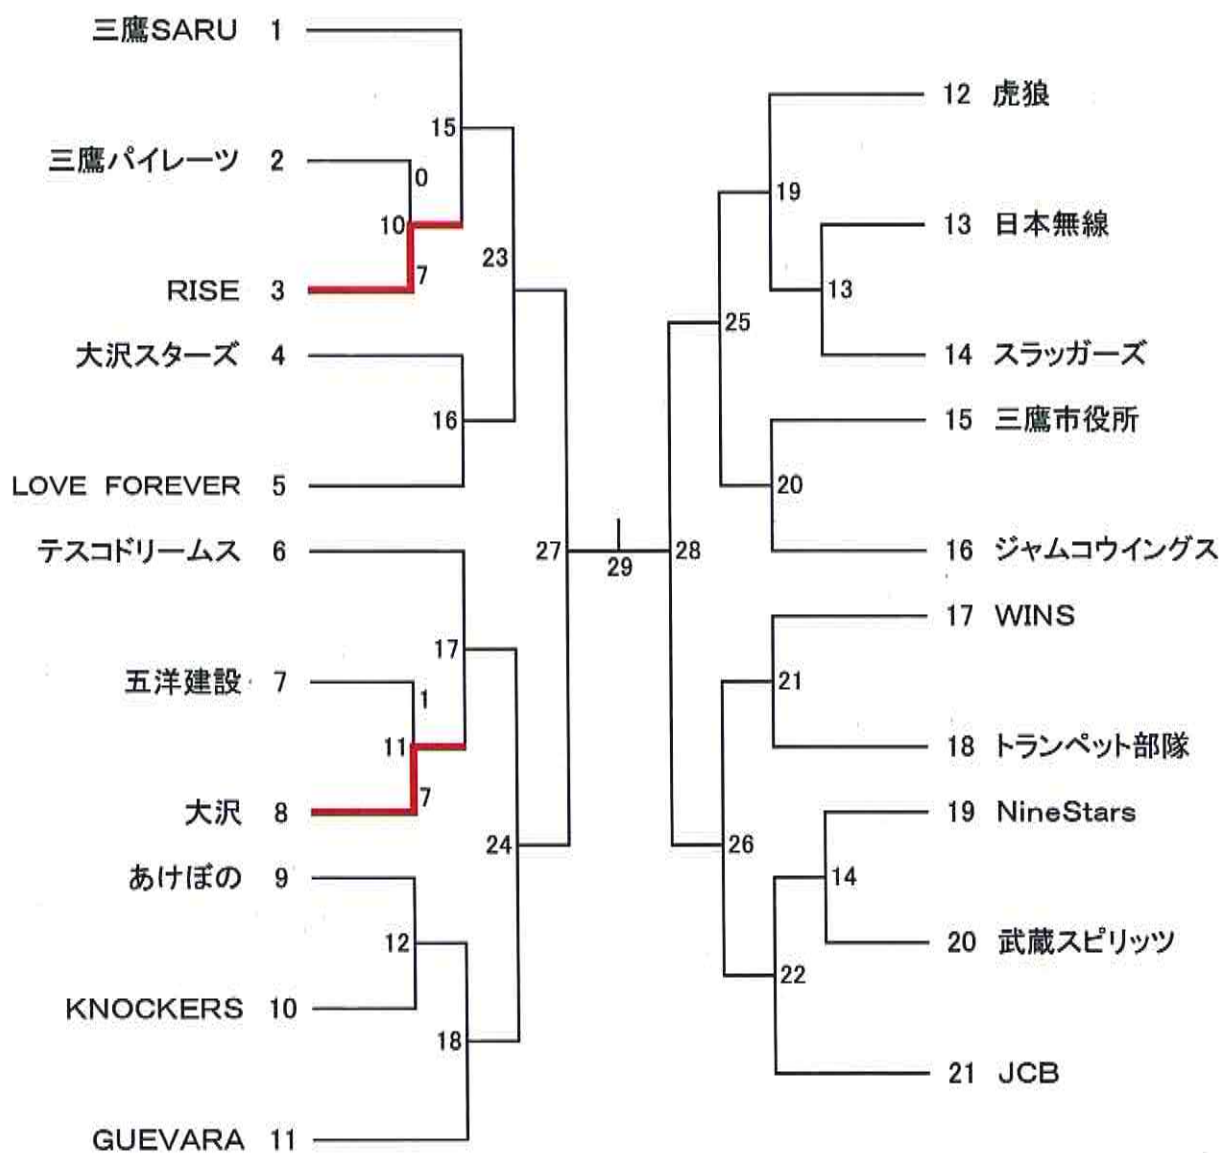 三鷹SARU 1
三鷹パイレーツ 2
0
10
RISE 3
7
大沢スターズ 4
LOVE FOREVER 5
15
16
23
テスコドリームス 6
五洋建設 7
1
11
大沢 8
7
あけぼの 9
12
KNOCKERS 10
GUEVARA 11
17
18
24
27
29
28
12 虎狼
19
13 日本無線
13
14 スラッガーズ
25
15 三鷹市役所
20
16 ジャムコウイングス
17 WINS
21
18 トランペット部隊
26
19 NineStars
14
20 武蔵スピリッツ
22
21 JCB